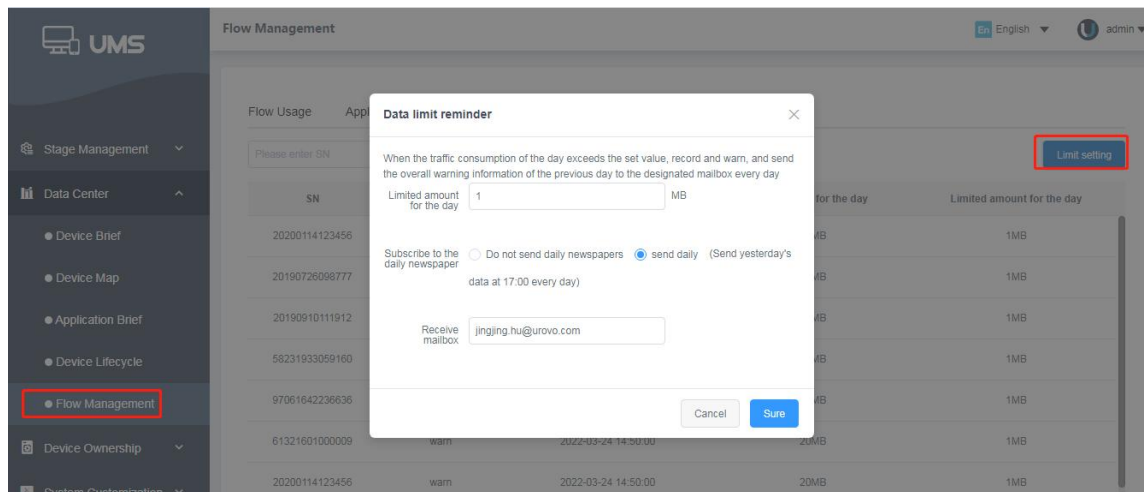 UMS
Flow Management
En English
admin
Flow Usage
Appl
Please enter SN
Limit setting
Stage Management
Data Center
Device Brief
Device Map
Application Brief
Device Lifecycle
Flow Management
Device Ownership
System Customization
Data limit reminder
When the traffic consumption of the day exceeds the set value, record and warn, and send
the overall warning information of the previous day to the designated mailbox every day
Limited amount
for the day
1
MB
Subscribe to the
daily newspaper
Do not send daily newspapers
send daily (Send yesterday's
data at 17:00 every day)
Receive
mailbox
jingjing.hu@urovo.com
Cancel
Sure
SN
for the day
Limited amount for the day
20200114123456
MB
1MB
20190726098777
MB
1MB
20190910111912
MB
1MB
58231933059160
MB
1MB
97061642236636
MB
1MB
61321601000009
warn
2022-03-24 14:50:00
20MB
1MB
20200114123456
warn
2022-03-24 14:50:00
20MB
1MB